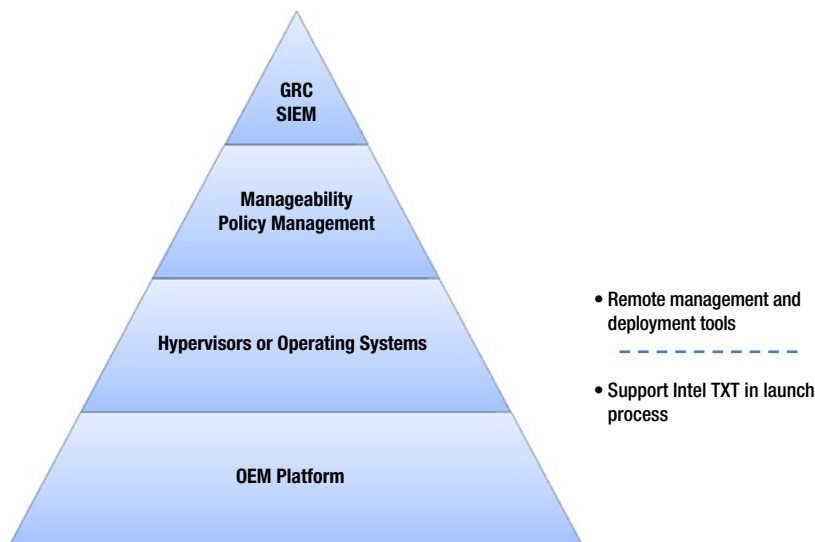 GRC
SIEM
Manageability
Policy Management
Hypervisors or Operating Systems
OEM Platform
• Remote management and
deployment tools
• Support Intel TXT in launch
process